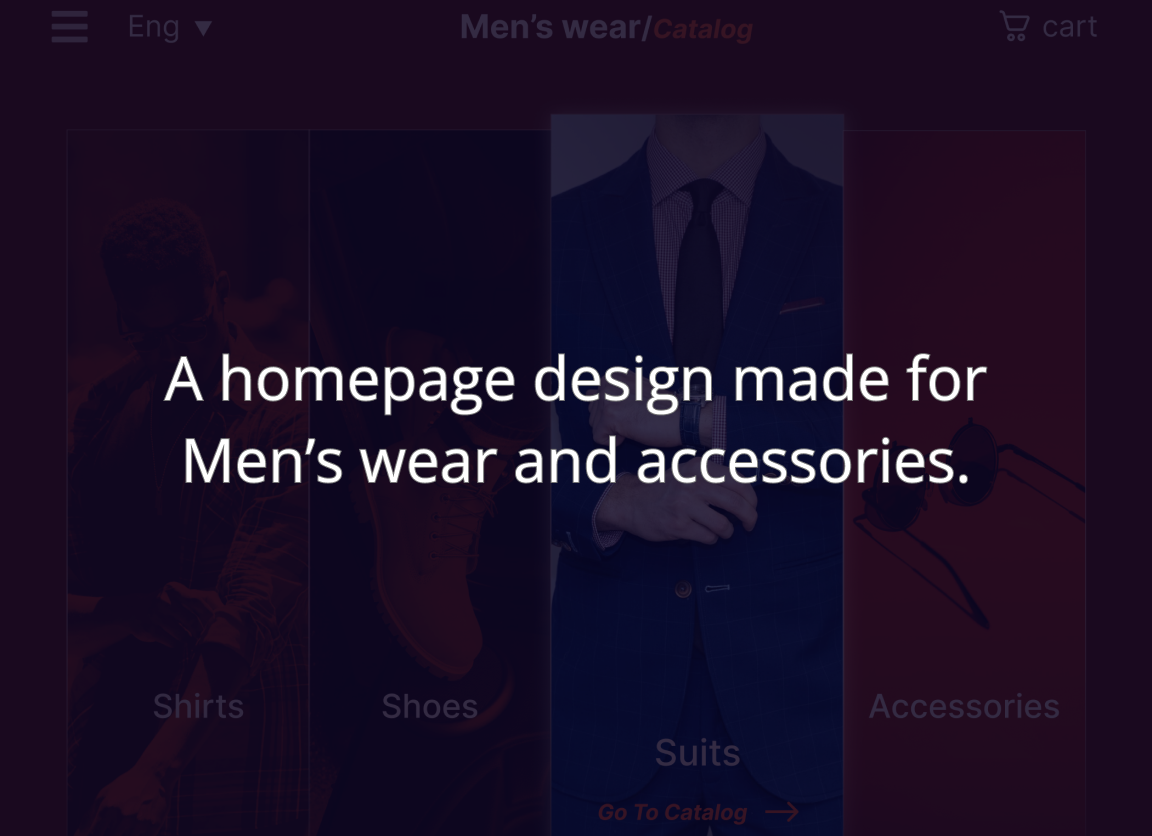 Eng ▼
Men’s wear/Catalog
cart
A homepage design made for
Men’s wear and accessories.
Shirts
Shoes
Accessories
Suits
Go To Catalog →